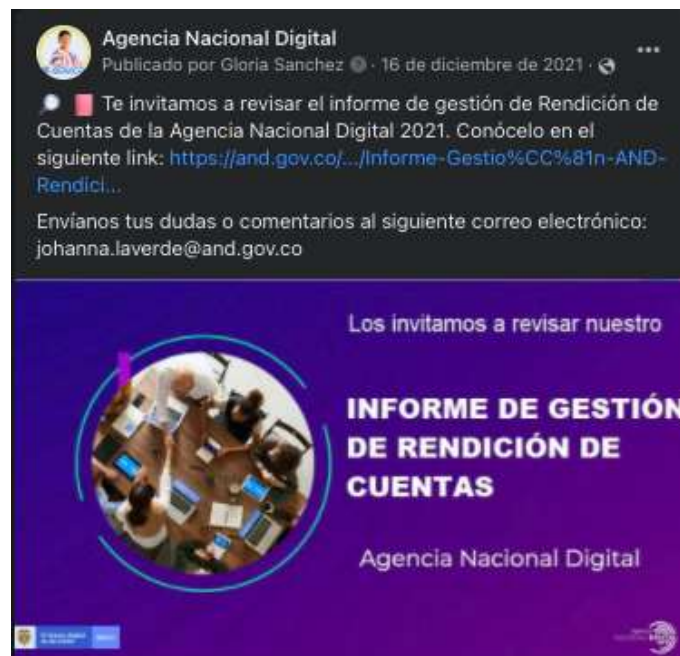 Agencia Nacional Digital
Publicado por Gloria Sanchez · 16 de diciembre de 2021 ·
Te invitamos a revisar el informe de gestión de Rendición de
Cuentas de la Agencia Nacional Digital 2021. Conócelo en el
siguiente link: https://and.gov.co/.../Informe-Gestio%CC%81n-AND-
Rendici...
Envíanos tus dudas o comentarios al siguiente correo electrónico:
johanna.laverde@and.gov.co
Los invitamos a revisar nuestro
INFORME DE GESTIÓN
DE RENDICIÓN DE
CUENTAS
Agencia Nacional Digital